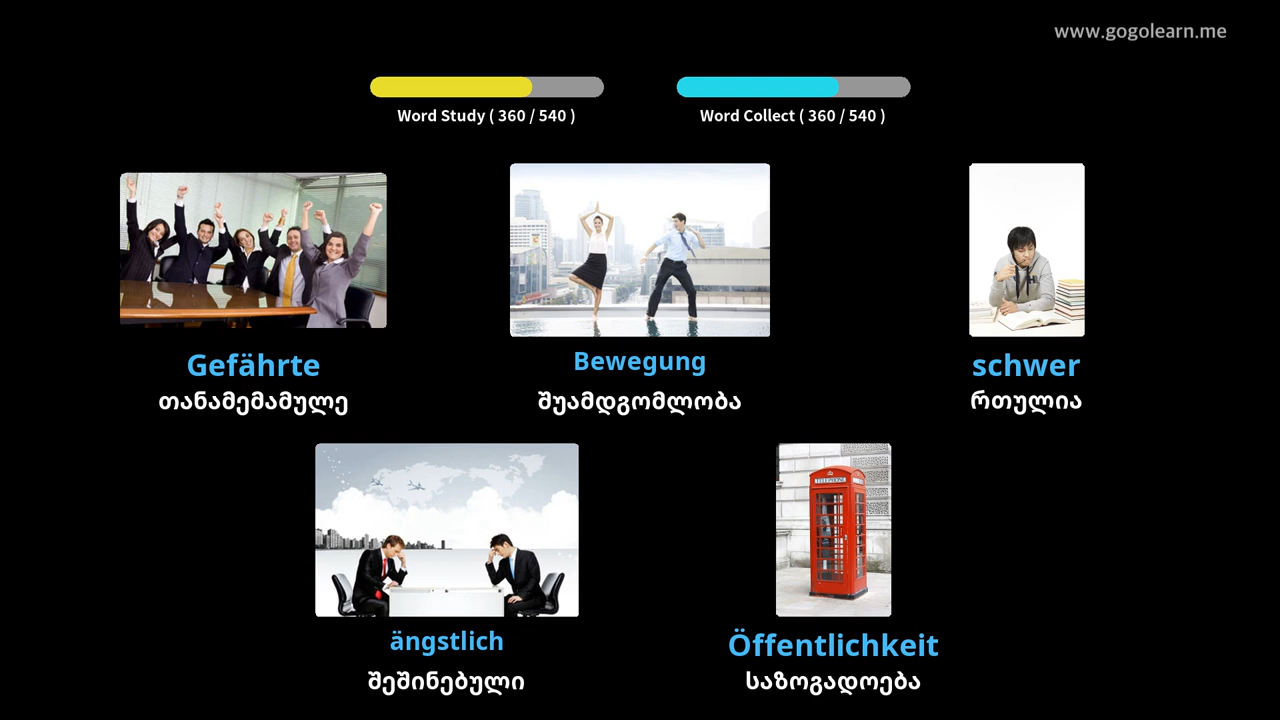 www.gogolearn.me
Word Study ( 360 / 540 )
Word Collect ( 360 / 540 )
Gefährte
თანამემამულე
Bewegung
შუამდგომლობა
schwer
რთულია
TELEPHONE
ängstlich
შეშინებული
Öffentlichkeit
საზოგადოება